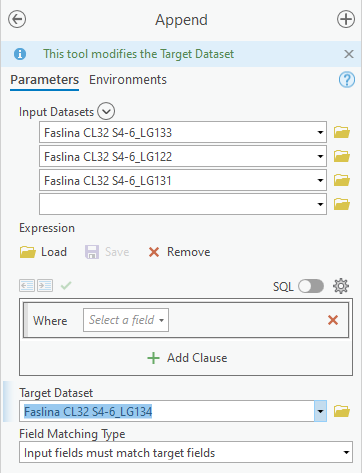 Append
This tool modifies the Target Dataset
Parameters Environments
Input Datasets
Faslina CL32 S4-6_LG133
Faslina CL32 S4-6_LG122
Faslina CL32 S4-6_LG131
Expression
Load Save Remove
SQL
Where Select a field
Add Clause
Target Dataset
Faslina CL32 S4-6_LG134
Field Matching Type
Input fields must match target fields